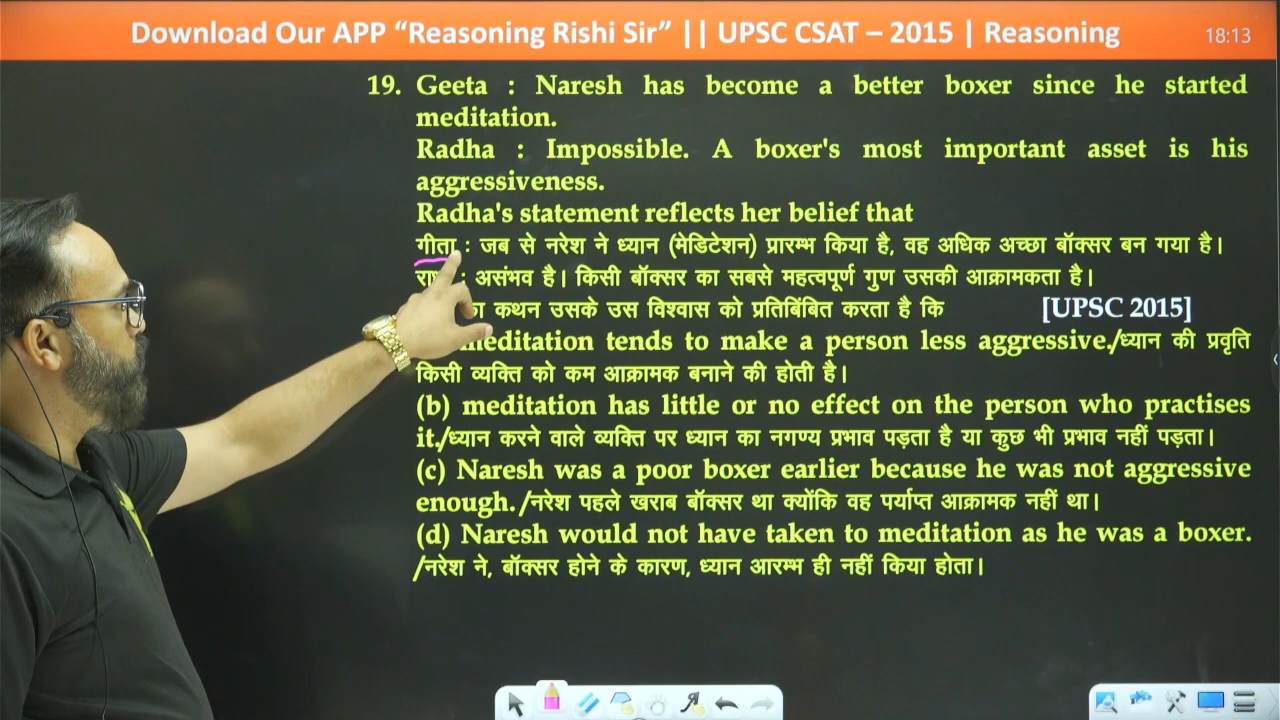 Download Our APP “Reasoning Rishi Sir” || UPSC CSAT – 2015 | Reasoning
18:13
19. Geeta : Naresh has become a better boxer since he started
meditation.
Radha : Impossible. A boxer's most important asset is his
aggressiveness.
Radha's statement reflects her belief that
गीता : जब से नरेश ने ध्यान (मेडिटेशन) प्रारम्भ किया है, वह अधिक अच्छा बॉक्सर बन गया है।
: असंभव है। किसी बॉक्सर का सबसे महत्वपूर्ण गुण उसकी आक्रामकता है।
का कथन उसके उस विश्वास को प्रतिबिंबित करता है कि [UPSC 2015]
meditation tends to make a person less aggressive./ध्यान की प्रवृति
किसी व्यक्ति को कम आक्रामक बनाने की होती है।
(b) meditation has little or no effect on the person who practises
it./ध्यान करने वाले व्यक्ति पर ध्यान का नगण्य प्रभाव पड़ता है या कुछ भी प्रभाव नहीं पड़ता।
(c) Naresh was a poor boxer earlier because he was not aggressive
enough./नरेश पहले खराब बॉक्सर था क्योंकि वह पर्याप्त आक्रामक नहीं था।
(d) Naresh would not have taken to meditation as he was a boxer.
/नरेश ने, बॉक्सर होने के कारण, ध्यान आरम्भ ही नहीं किया होता।